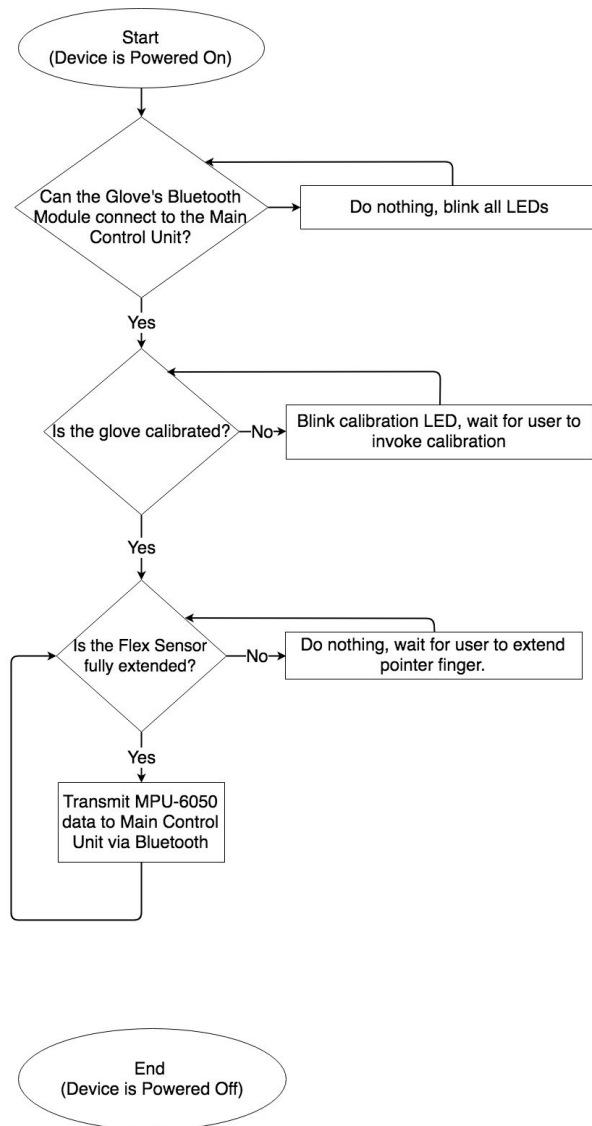 Start
(Device is Powered On)
Can the Glove's Bluetooth
Module connect to the Main
Control Unit?
Do nothing, blink all LEDs
Yes
Is the glove calibrated?
No
Blink calibration LED, wait for user to
invoke calibration
Yes
Is the Flex Sensor
fully extended?
No
Do nothing, wait for user to extend
pointer finger.
Yes
Transmit MPU-6050
data to Main Control
Unit via Bluetooth
End
(Device is Powered Off)